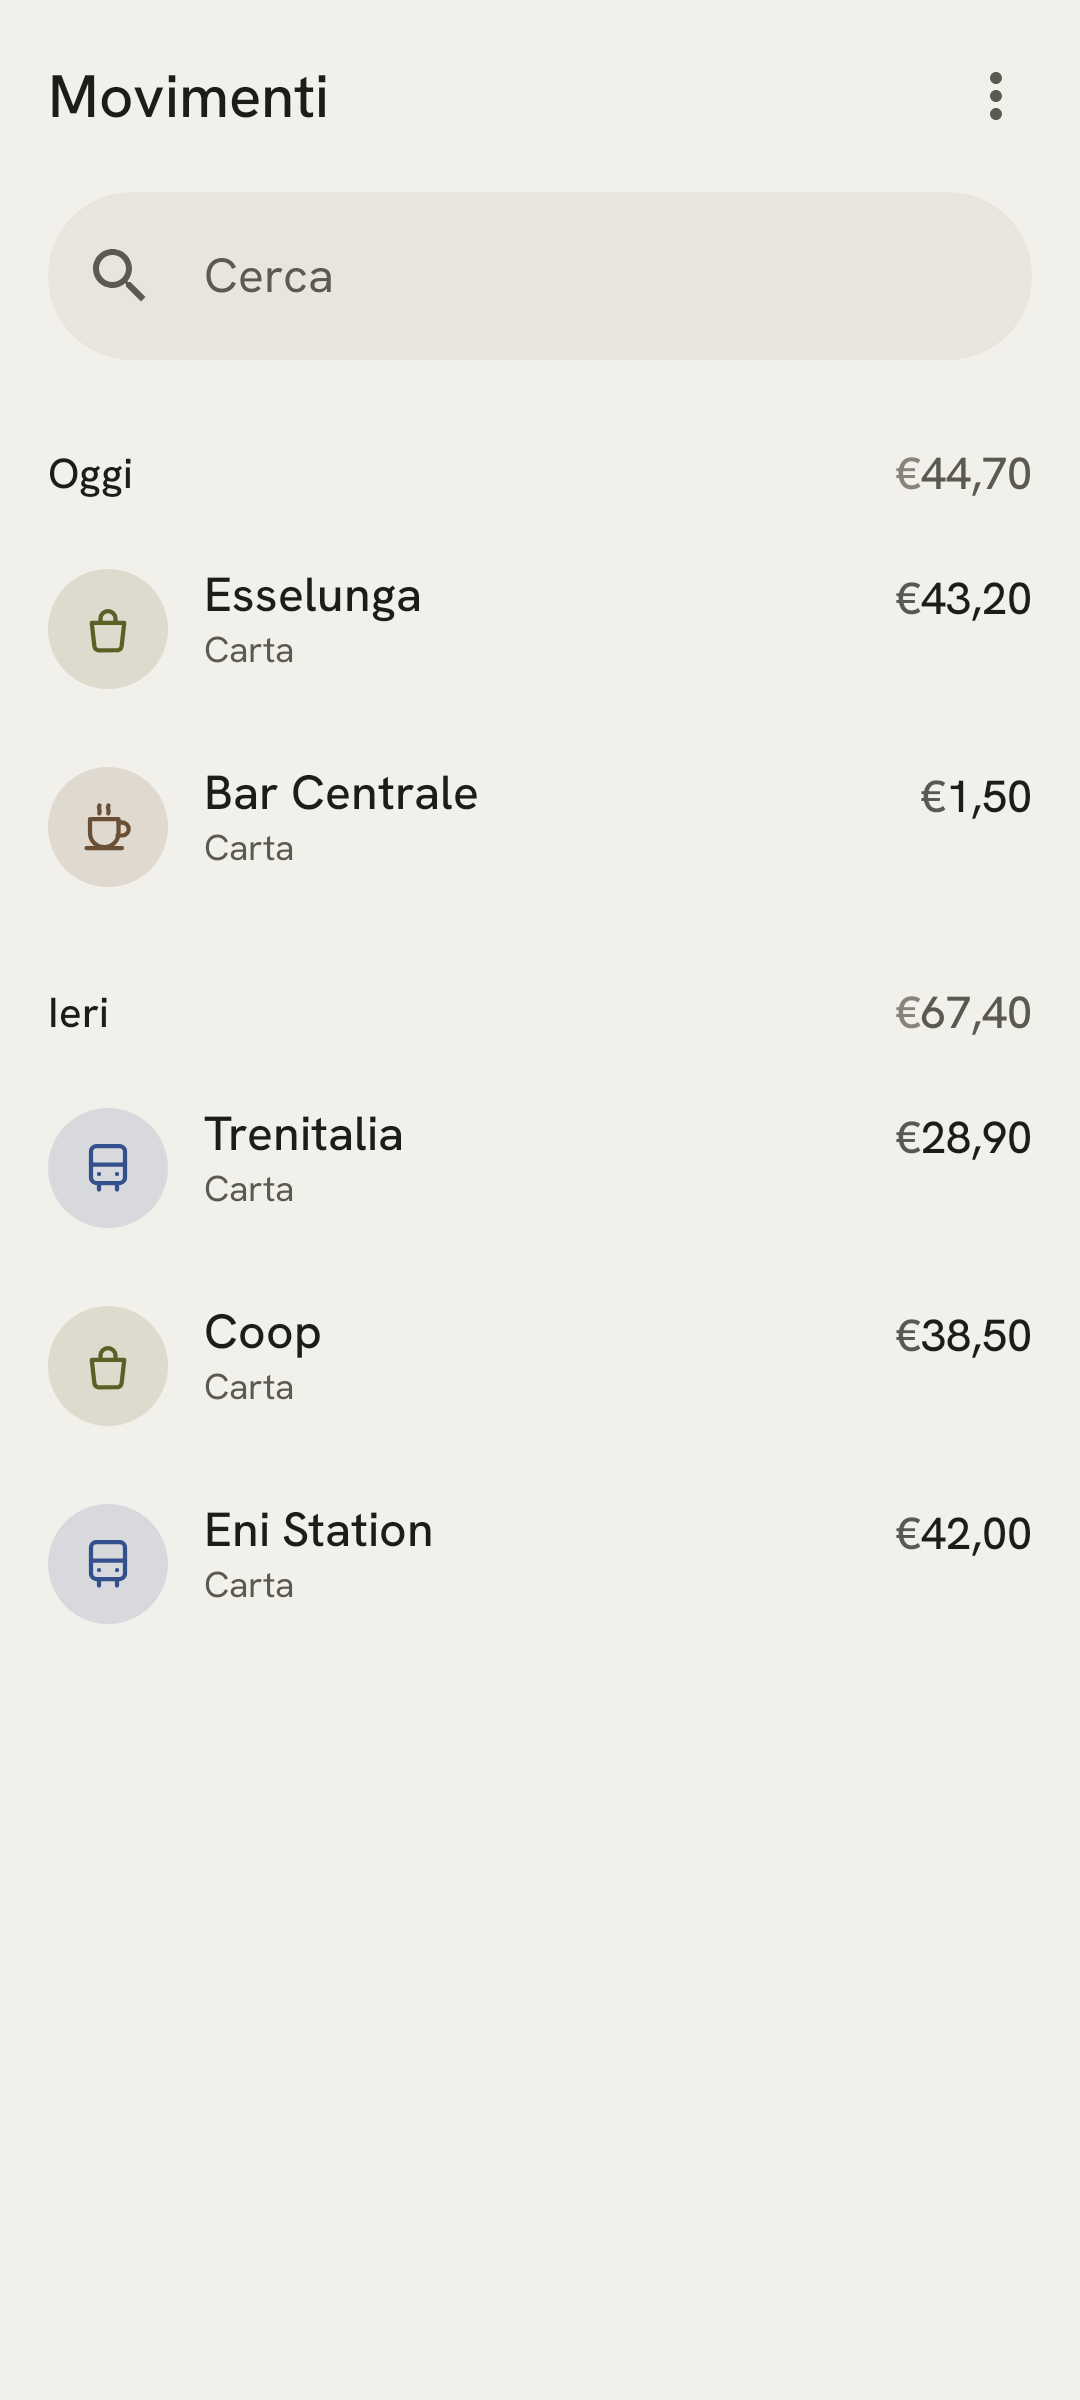 Movimenti
Cerca
Oggi €44,70
Esselunga €43,20
Carta
Bar Centrale €1,50
Carta
Ieri €67,40
Trenitalia €28,90
Carta
Coop €38,50
Carta
Eni Station €42,00
Carta